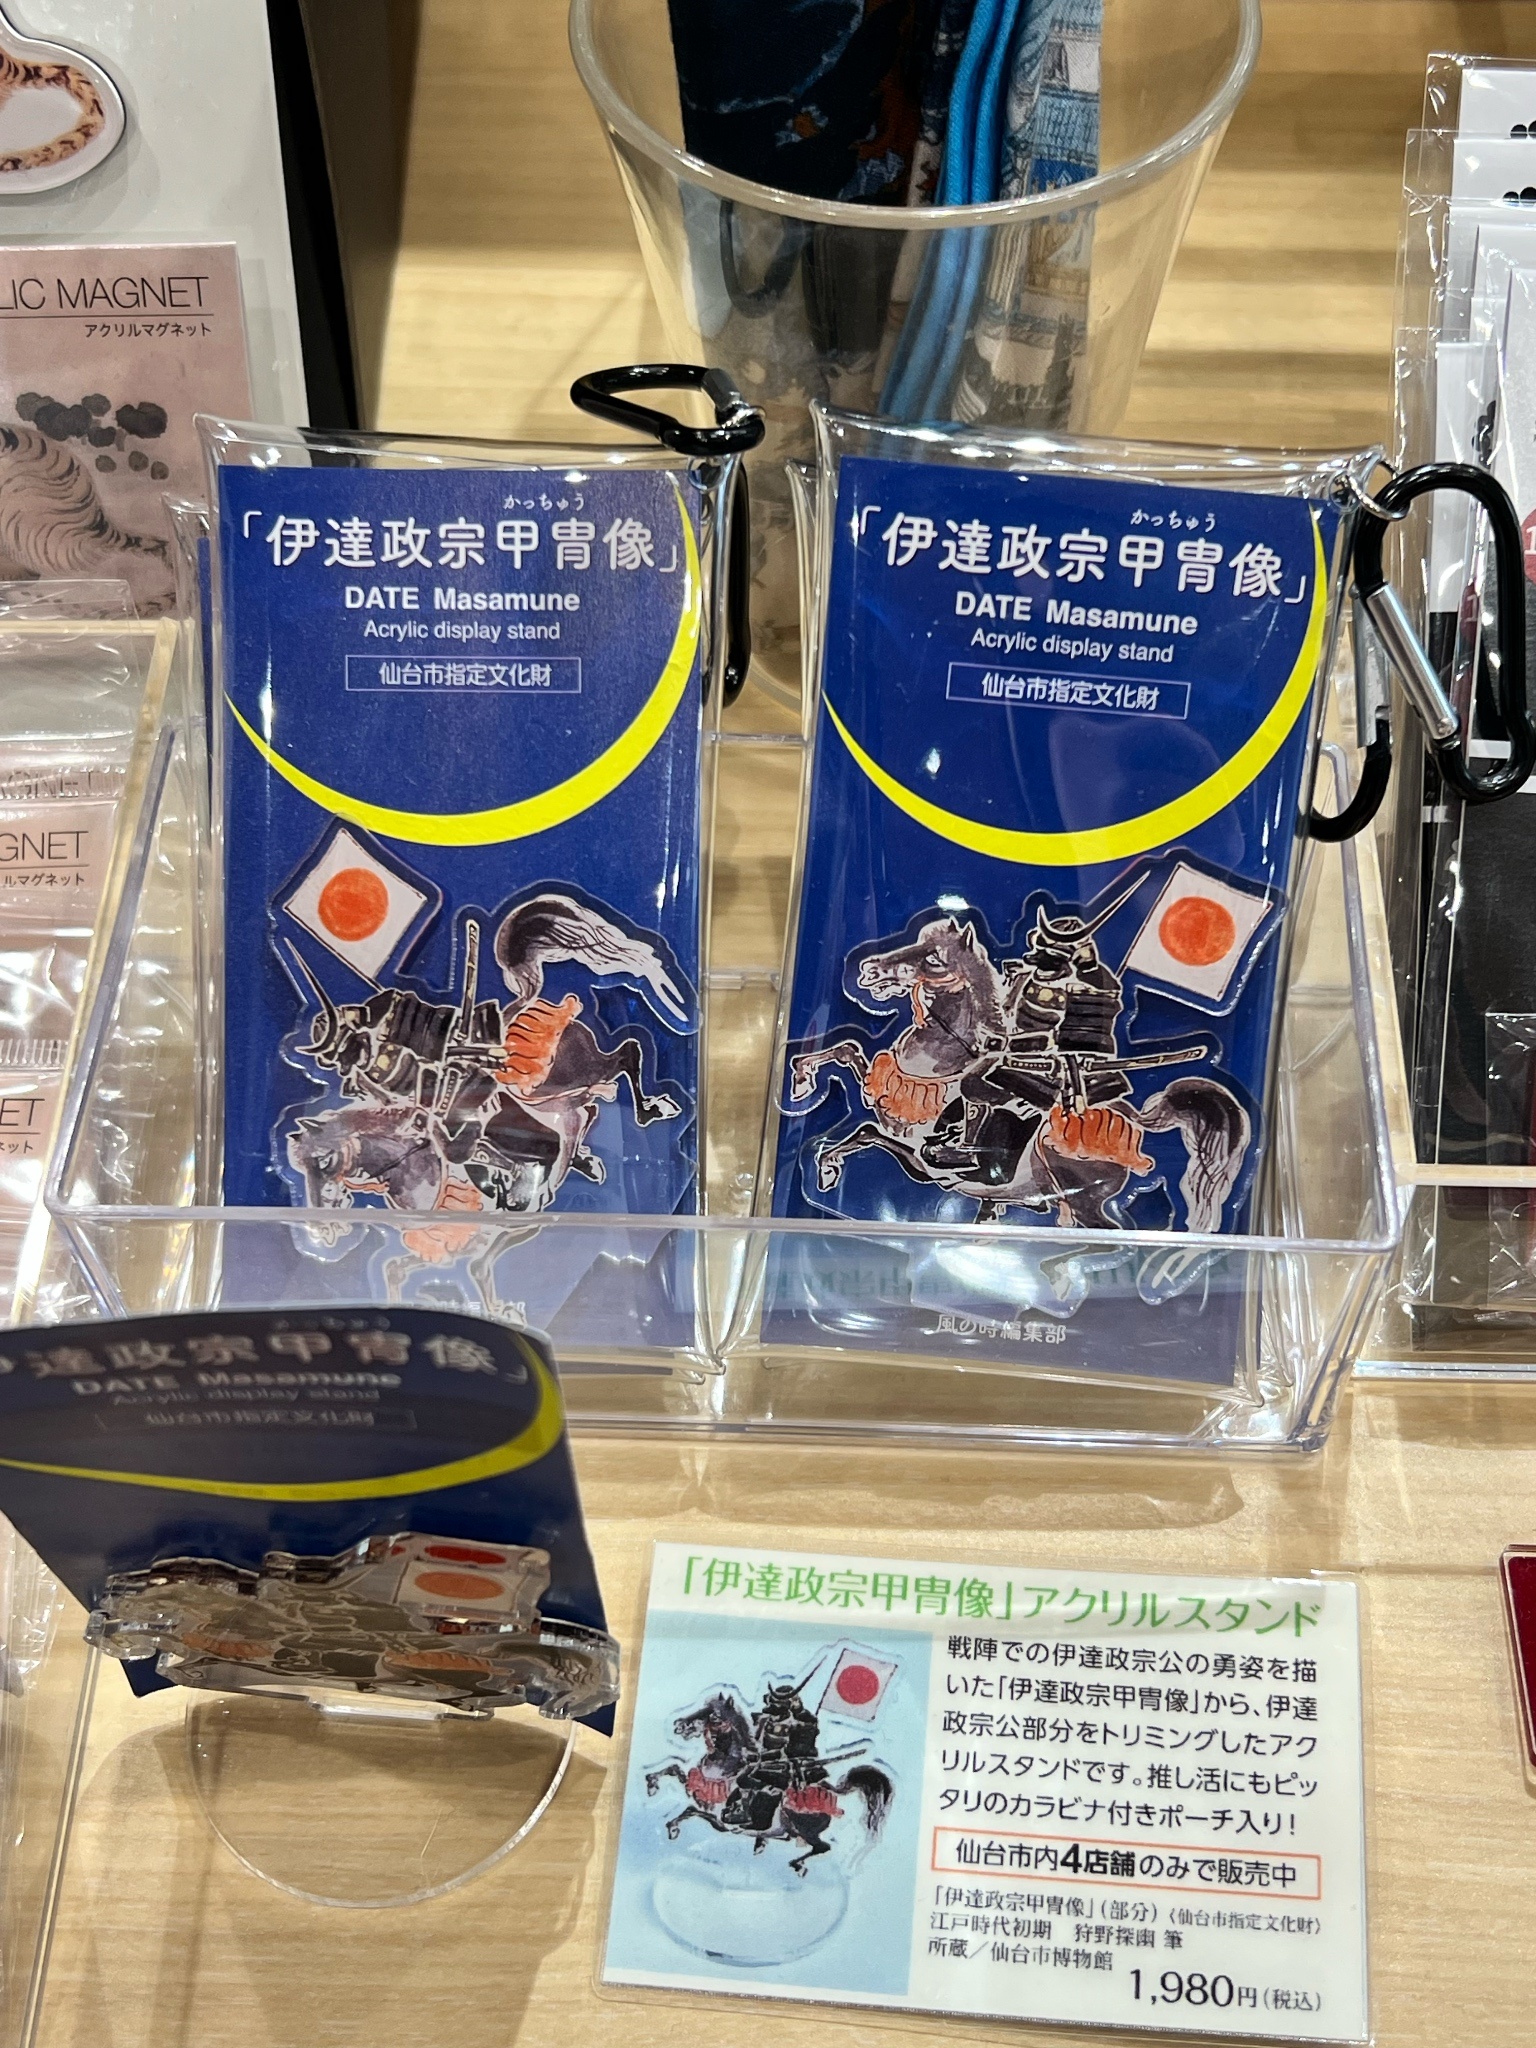 LIC MAGNET
アクリルマグネット
GNET
ルマグネット
ET
ネット
かっちゅう
「伊達政宗甲冑像」
DATE Masamune
Acrylic display stand
仙台市指定文化財
かっちゅう
「伊達政宗甲冑像」
DATE Masamune
Acrylic display stand
仙台市指定文化財
風の時編集部
達政宗甲冑像」
DATE Masamune
Acrylic display stand
仙台市指定文化財
「伊達政宗甲冑像」アクリルスタンド
戦陣での伊達政宗公の勇姿を描
いた「伊達政宗甲冑像」から、伊達
政宗公部分をトリミングしたアク
リルスタンドです。推し活にもピッ
タリのカラビナ付きポーチ入り!
仙台市内4店舗のみで販売中
「伊達政宗甲冑像」(部分)〈仙台市指定文化財〉
江戸時代初期 狩野探幽 筆
所蔵/仙台市博物館
1,980円(税込)